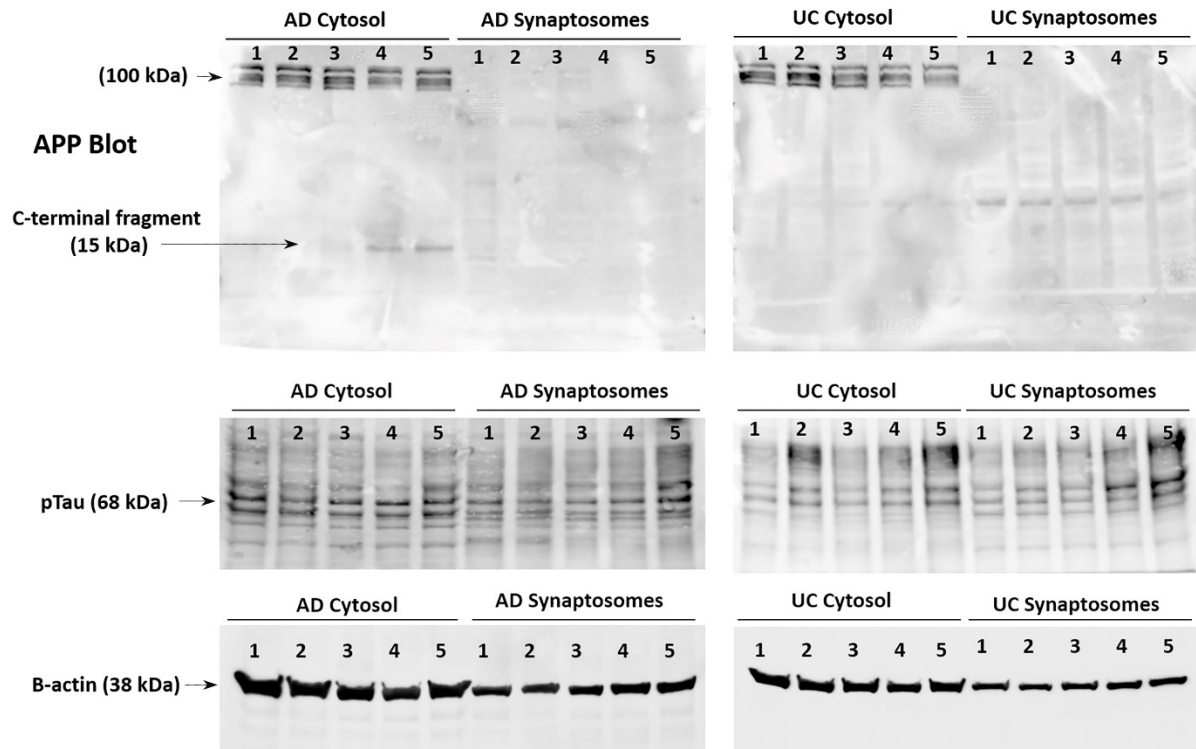 AD Cytosol AD Synaptosomes UC Cytosol UC Synaptosomes
1 2 3 4 5 1 2 3 4 5 1 2 3 4 5 1 2 3 4 5
(100 kDa)
APP Blot
C-terminal fragment
(15 kDa)
AD Cytosol AD Synaptosomes UC Cytosol UC Synaptosomes
1 2 3 4 5 1 2 3 4 5 1 2 3 4 5 1 2 3 4 5
pTau (68 kDa)
AD Cytosol AD Synaptosomes UC Cytosol UC Synaptosomes
1 2 3 4 5 1 2 3 4 5 1 2 3 4 5 1 2 3 4 5
B-actin (38 kDa)